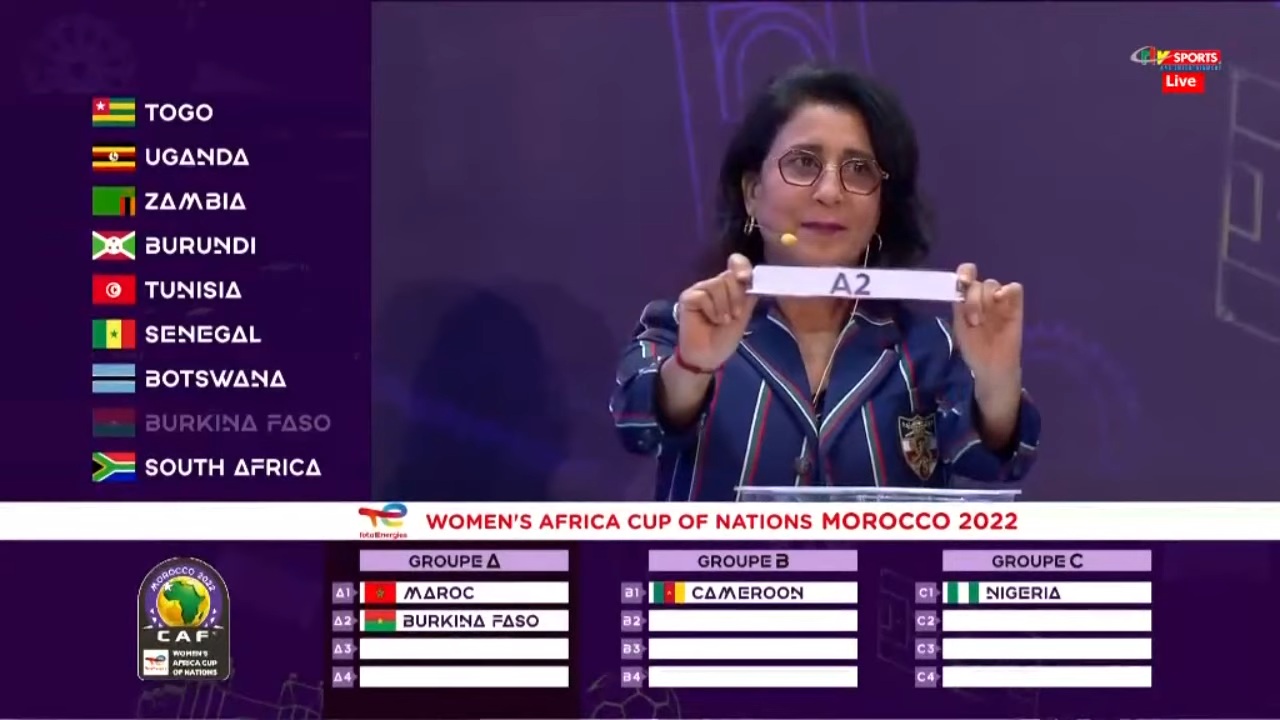 SPORTS
Live
TOGO
UGANDA
ZAMBIA
BURUNDI
TUNISIA
SENEGAL
BOTSWANA
BURKINA FASO
SOUTH AFRICA
A2
TotalEnergies
WOMEN'S AFRICA CUP OF NATIONS MOROCCO 2022
GROUPE A
A1 MAROC
A2 BURKINA FASO
A3
A4
GROUPE B
B1 CAMEROON
B2
B3
B4
GROUPE C
C1 NIGERIA
C2
C3
C4
MOROCCO 2022
CAF
WOMEN'S
AFRICA CUP
OF NATIONS